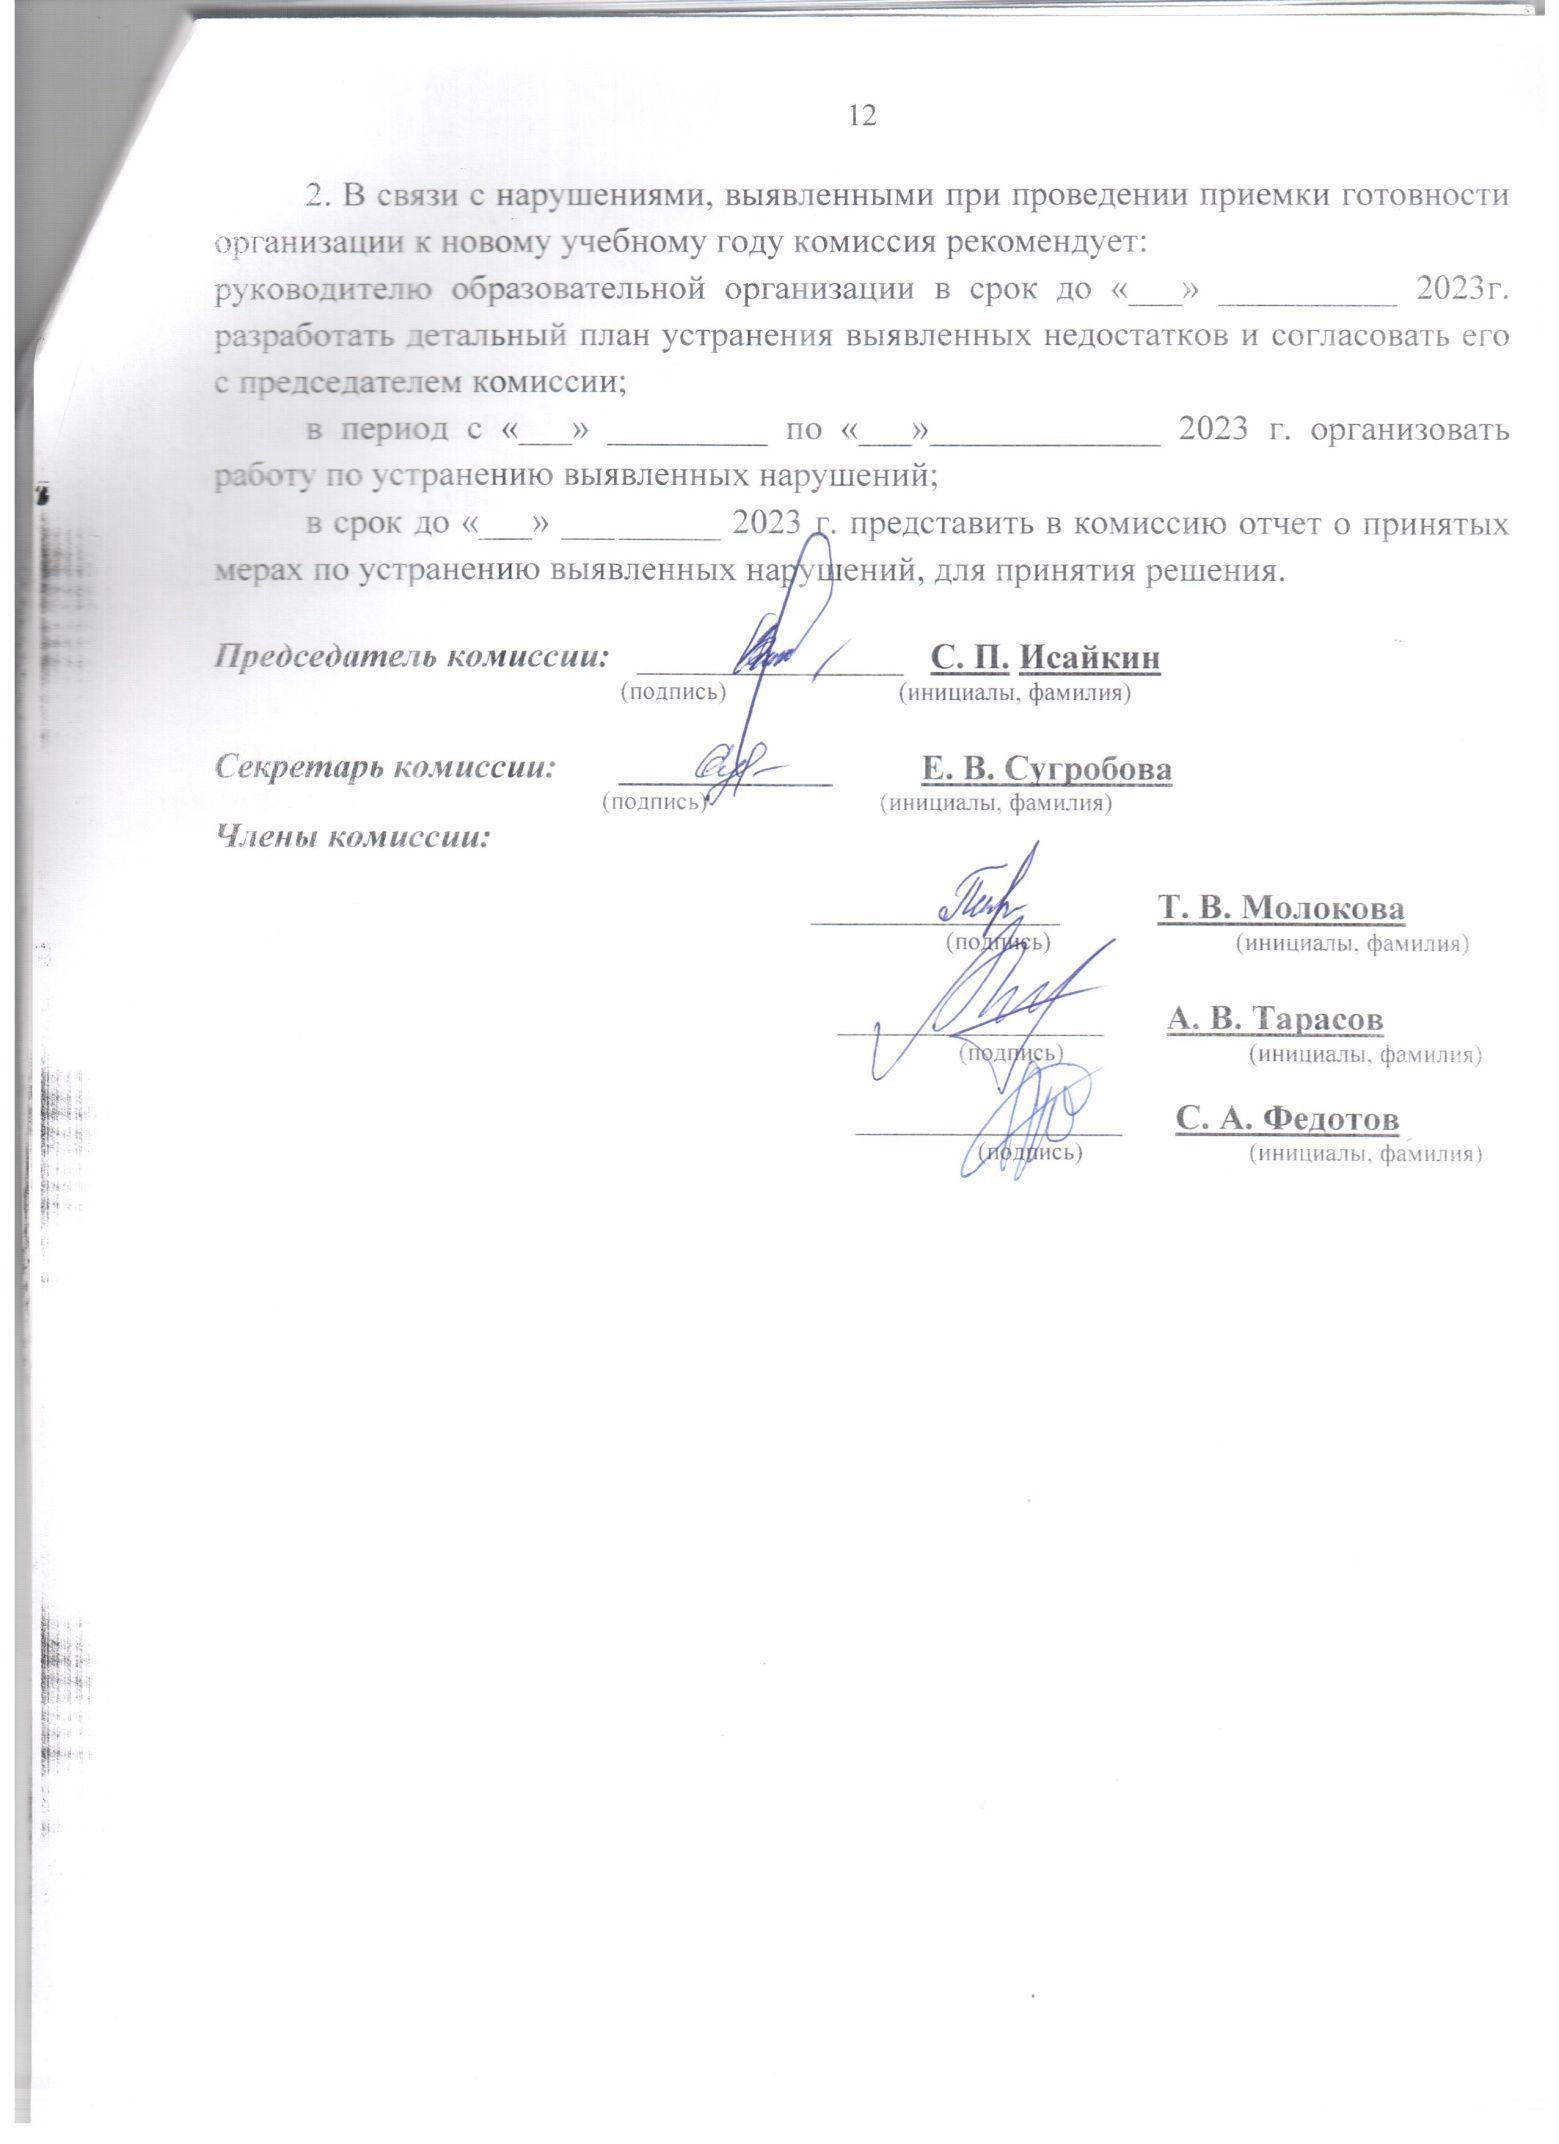 12
2. В связи с нарушениями, выявленными при проведении приемки готовности
организации к новому учебному году комиссия рекомендует:
руководителю образовательной организации в срок до «___» __________ 2023г.
разработать детальный план устранения выявленных недостатков и согласовать его
с председателем комиссии;
в период с «___» _________ по «___»_____________ 2023 г. организовать
работу по устранению выявленных нарушений;
в срок до «___» _________ 2023 г. представить в комиссию отчет о принятых
мерах по устранению выявленных нарушений, для принятия решения.
Председатель комиссии: _______________ С. П. Исайкин
(подпись) (инициалы, фамилия)
Секретарь комиссии: ____________ Е. В. Сугробова
(подпись) (инициалы, фамилия)
Члены комиссии:
______________ Т. В. Молокова
(подпись) (инициалы, фамилия)
_______________ А. В. Тарасов
(подпись) (инициалы, фамилия)
_______________ С. А. Федотов
(подпись) (инициалы, фамилия)